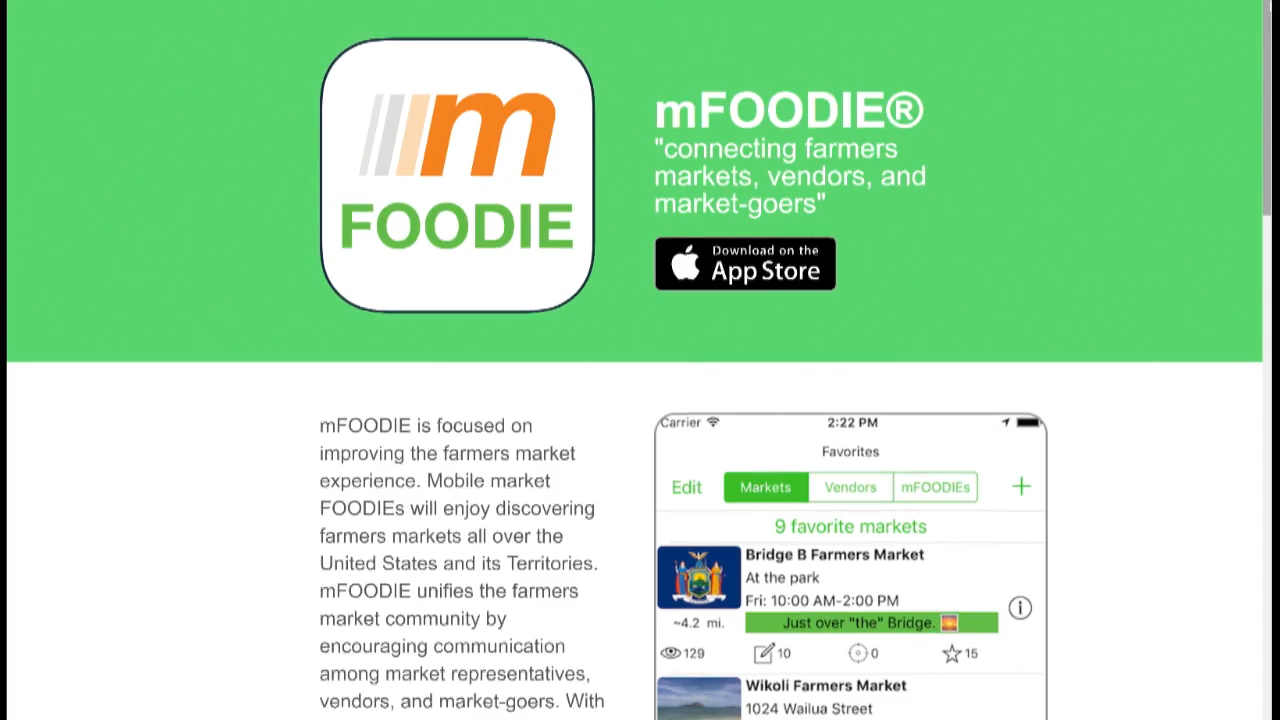 m
FOODIE
mFOODIE®
"connecting farmers
markets, vendors, and
market-goers"
Download on the
App Store
mFOODIE is focused on
improving the farmers market
experience. Mobile market
FOODIEs will enjoy discovering
farmers markets all over the
United States and its Territories.
mFOODIE unifies the farmers
market community by
encouraging communication
among market representatives,
vendors, and market-goers. With
Carrier 2:22 PM
Favorites
Edit Markets Vendors mFOODIEs +
9 favorite markets
Bridge B Farmers Market
At the park
Fri: 10:00 AM-2:00 PM
~4.2 mi. Just over "the" Bridge.
129 10 0 15
Wikoli Farmers Market
1024 Wailua Street